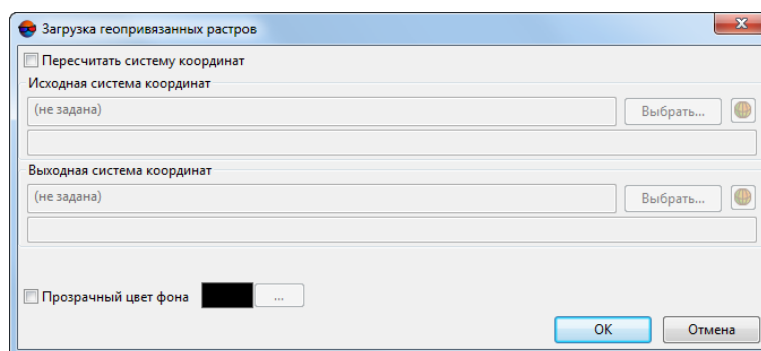 Загрузка геопривязанных растров
Пересчитать систему координат
Исходная система координат
(не задана)
Выбрать...
Выходная система координат
(не задана)
Выбрать...
Прозрачный цвет фона
...
OK
Отмена